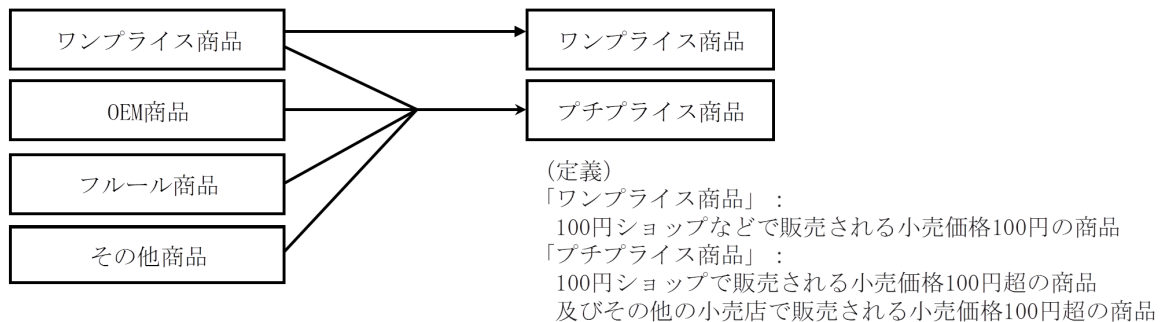 ワンプライス商品
ワンプライス商品
OEM商品
プチプライス商品
フルール商品
その他商品
(定義)
「ワンプライス商品」:
100円ショップなどで販売される小売価格100円の商品
「プチプライス商品」:
100円ショップで販売される小売価格100円超の商品
及びその他の小売店で販売される小売価格100円超の商品